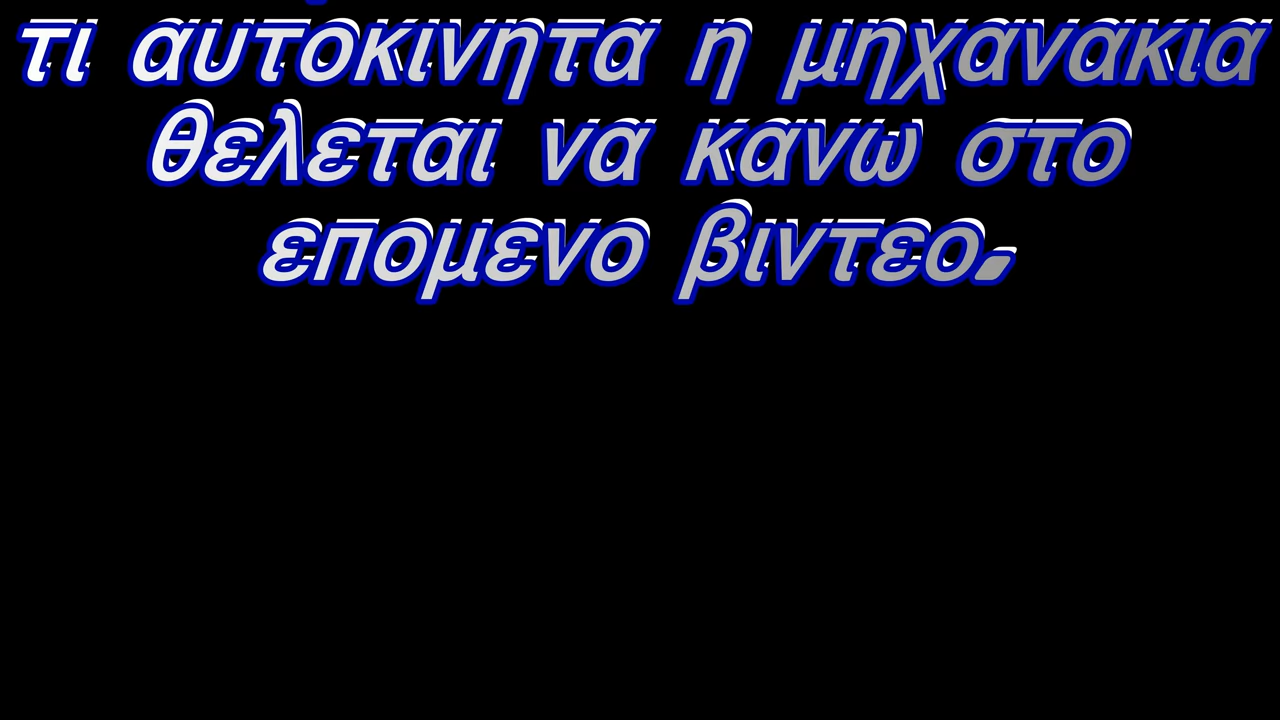 τι αυτοκινητα η μηχανακια
θελεται να κανω στο
επομενο βιντεο.